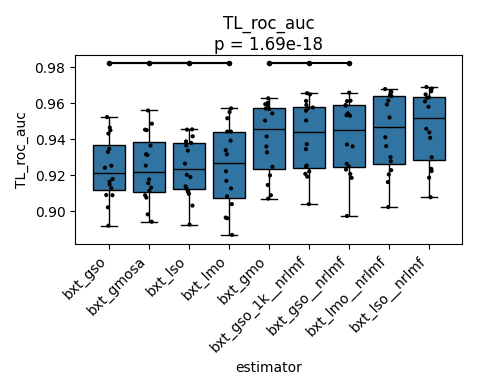 TL_roc_auc
p = 1.69e-18
TL_roc_auc
0.98
0.96
0.94
0.92
0.90
bxt_gso
bxt_gmosa
bxt_lso
bxt_lmo
bxt_gmo
bxt_gso_1k__nrlmf
bxt_gso__nrlmf
bxt_lmo__nrlmf
bxt_lso__nrlmf
estimator